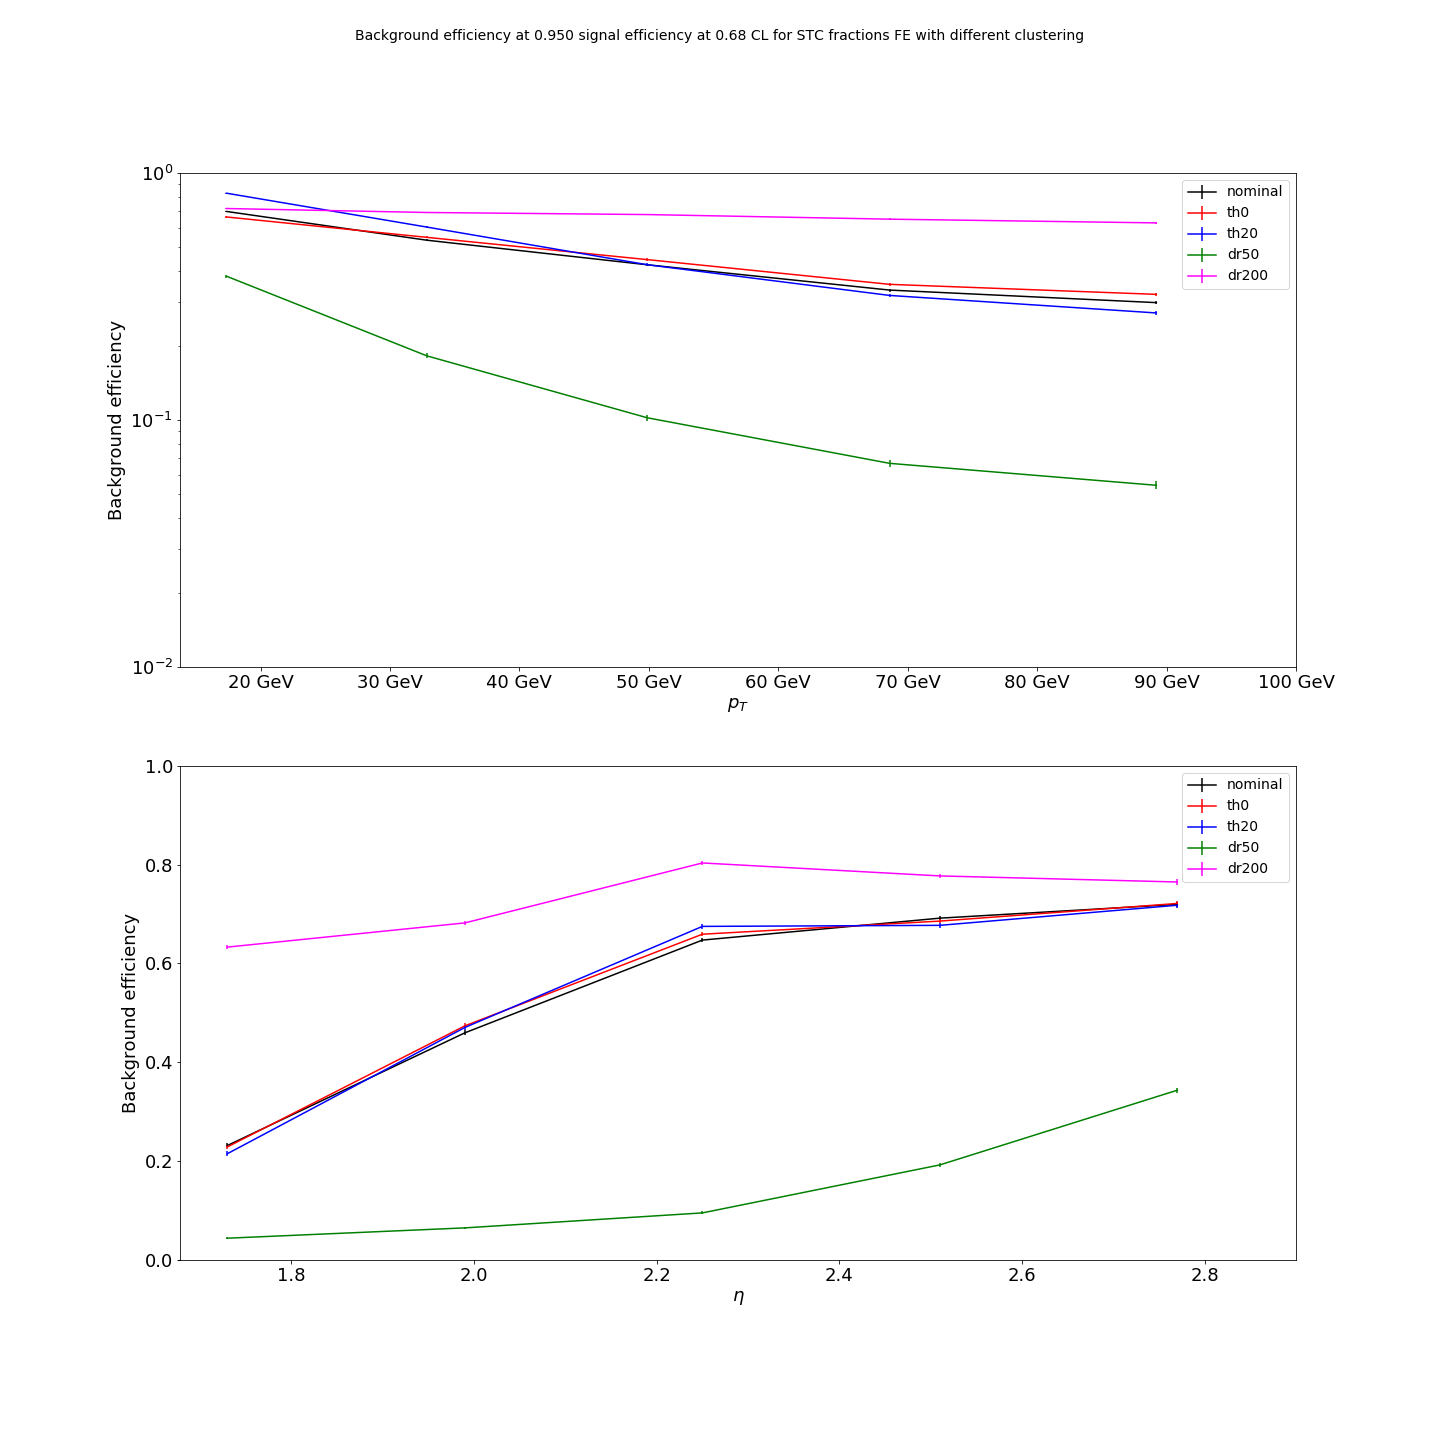 Background efficiency at 0.950 signal efficiency at 0.68 CL for STC fractions FE with different clustering
10⁰
10⁻¹
10⁻²
Background efficiency
nominal
th0
th20
dr50
dr200
20 GeV 30 GeV 40 GeV 50 GeV 60 GeV 70 GeV 80 GeV 90 GeV 100 GeV
p_T
1.0
0.8
0.6
0.4
0.2
0.0
Background efficiency
nominal
th0
th20
dr50
dr200
1.8 2.0 2.2 2.4 2.6 2.8
η